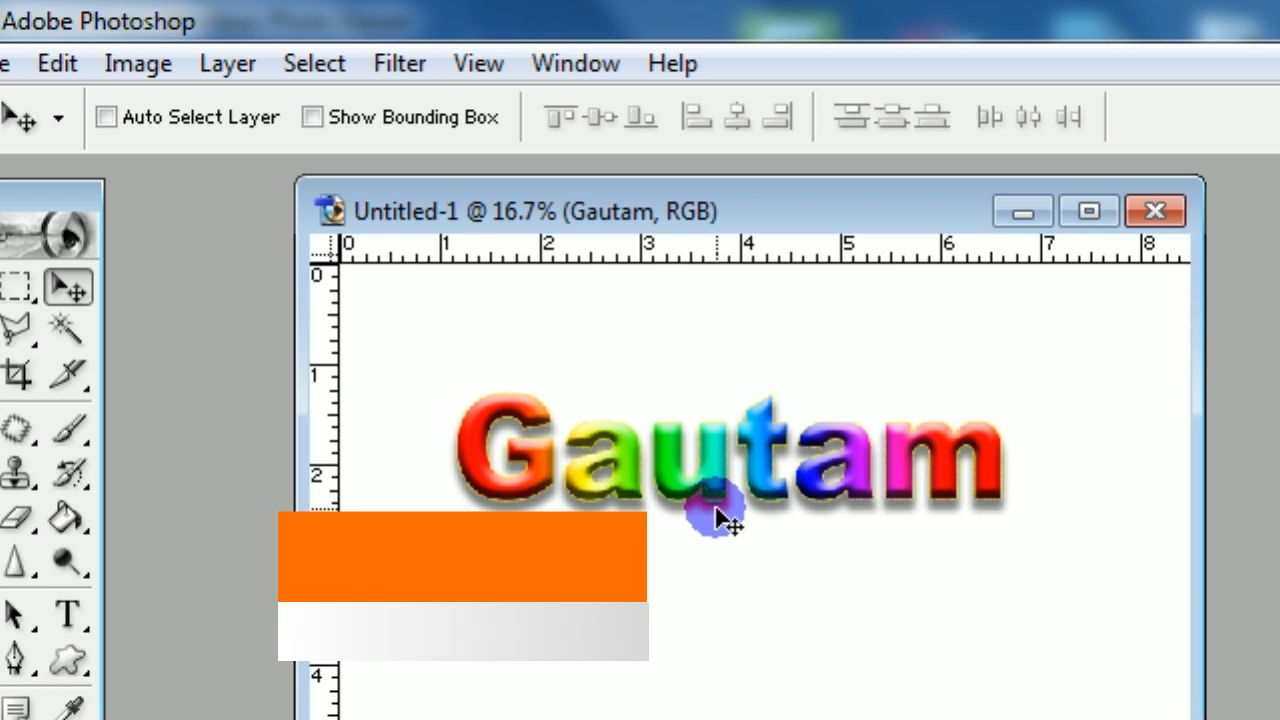 Adobe Photoshop
e Edit Image Layer Select Filter View Window Help
Auto Select Layer Show Bounding Box
Untitled-1 @ 16.7% (Gautam, RGB)
0 1 2 3 4 5 6 7 8
0
1
Gautam
2
T
4